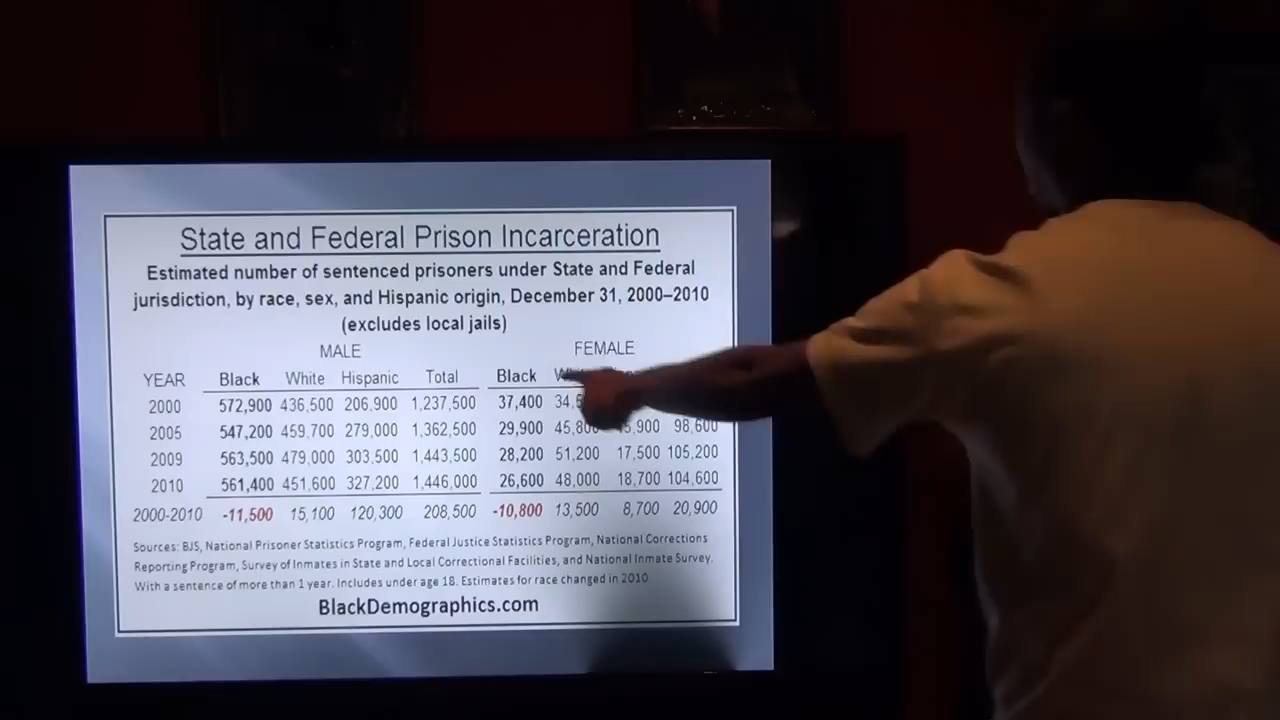 State and Federal Prison Incarceration
Estimated number of sentenced prisoners under State and Federal
jurisdiction, by race, sex, and Hispanic origin, December 31, 2000–2010
(excludes local jails)
MALE FEMALE
YEAR Black White Hispanic Total Black
2000 572,900 436,500 206,900 1,237,500 37,400
2005 547,200 459,700 279,000 1,362,500 29,900 45,800 98,600
2009 563,500 479,000 303,500 1,443,500 28,200 51,200 17,500 105,200
2010 561,400 451,600 327,200 1,446,000 26,600 48,000 18,700 104,600
2000-2010 -11,500 15,100 120,300 208,500 -10,800 13,500 8,700 20,900
Sources: BJS, National Prisoner Statistics Program, Federal Justice Statistics Program, National Corrections
Reporting Program, Survey of Inmates in State and Local Correctional Facilities, and National Inmate Survey.
With a sentence of more than 1 year. Includes under age 18. Estimates for race changed in 2010
BlackDemographics.com